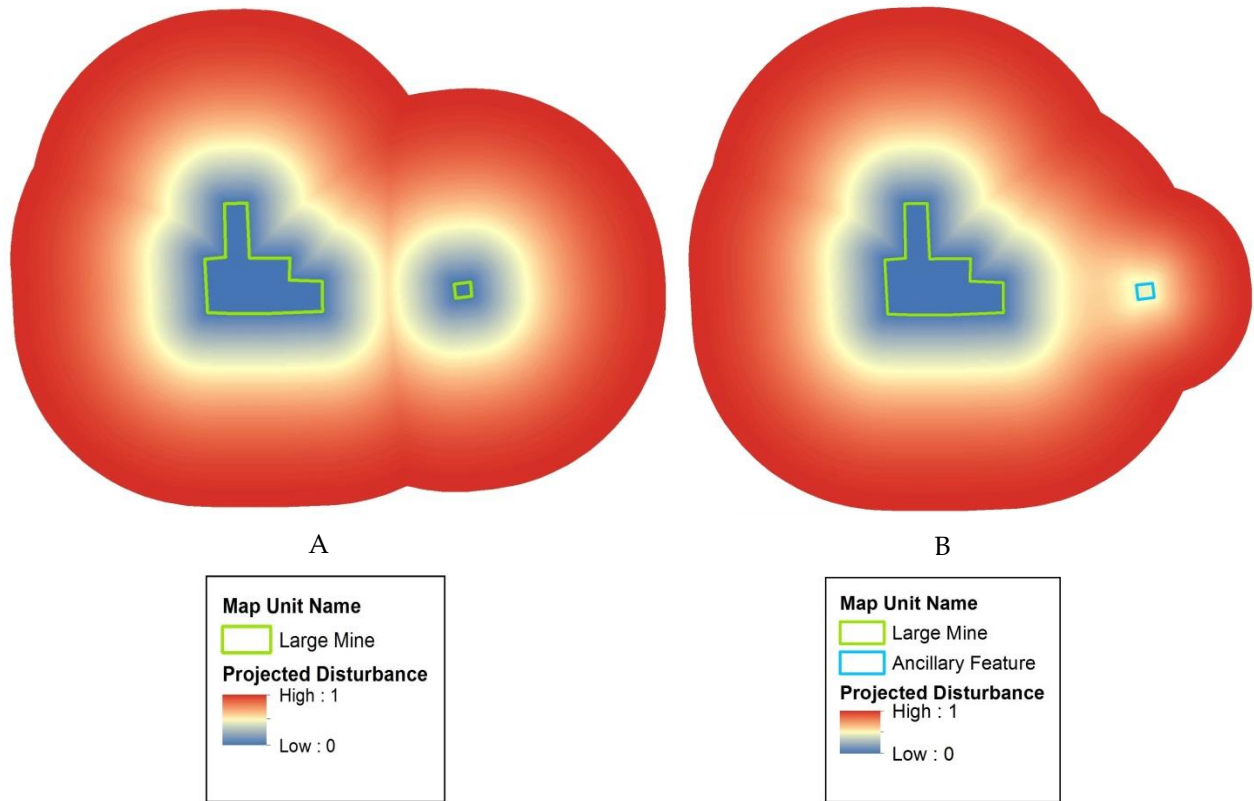 A
Map Unit Name
Large Mine
Projected Disturbance
High : 1
Low : 0
B
Map Unit Name
Large Mine
Ancillary Feature
Projected Disturbance
High : 1
Low : 0